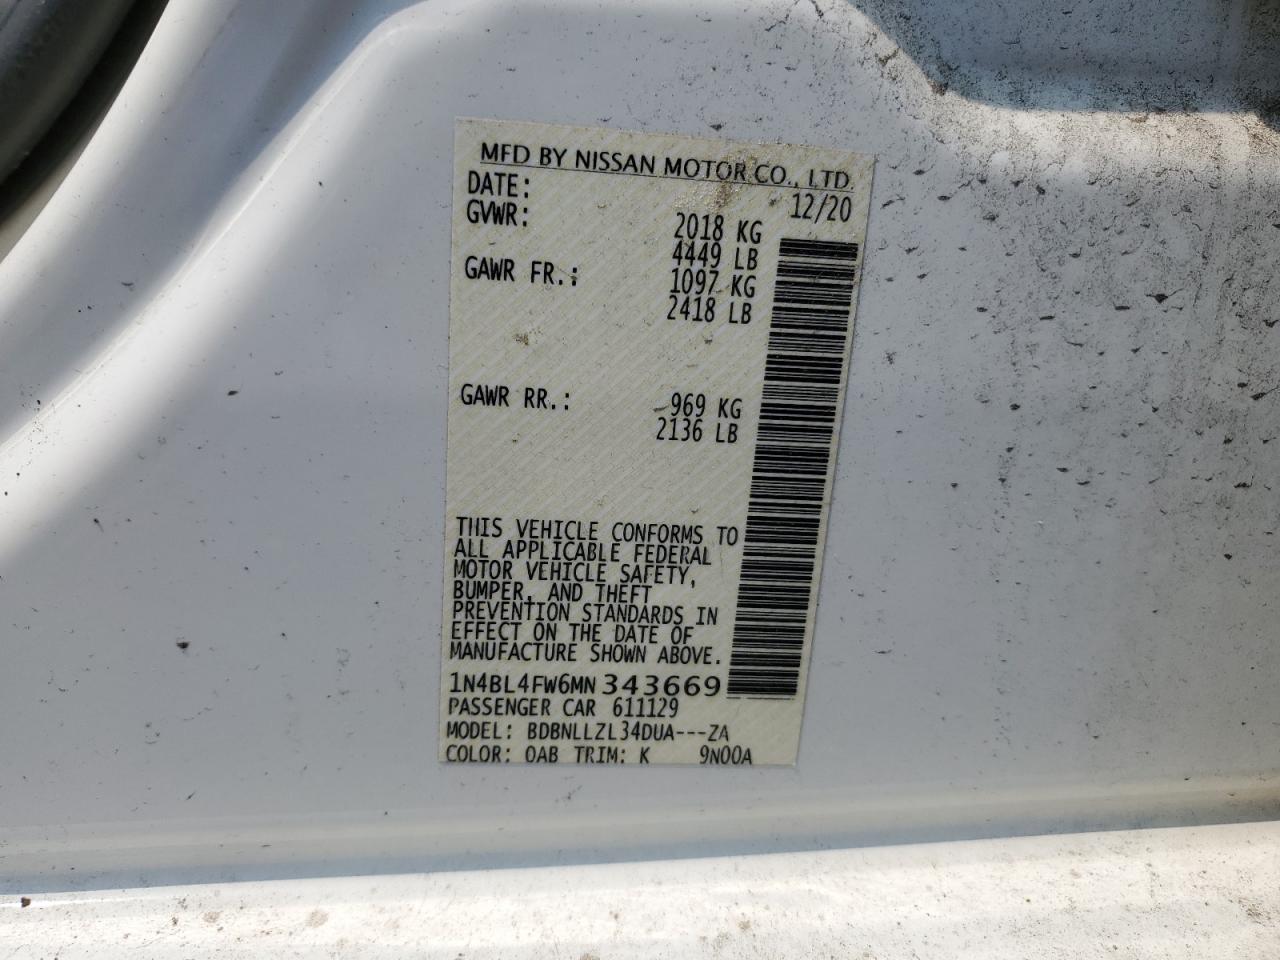 MFD BY NISSAN MOTOR CO., LTD.
DATE: 12/20
GVWR: 2018 KG
4449 LB
GAWR FR.: 1097 KG
2418 LB
GAWR RR.: 969 KG
2136 LB
THIS VEHICLE CONFORMS TO
ALL APPLICABLE FEDERAL
MOTOR VEHICLE SAFETY,
BUMPER, AND THEFT
PREVENTION STANDARDS IN
EFFECT ON THE DATE OF
MANUFACTURE SHOWN ABOVE.
1N4BL4FW6MN343669
PASSENGER CAR 611129
MODEL: BDBNLLZL34DUA---ZA
COLOR: QAB TRIM: K 9N00A